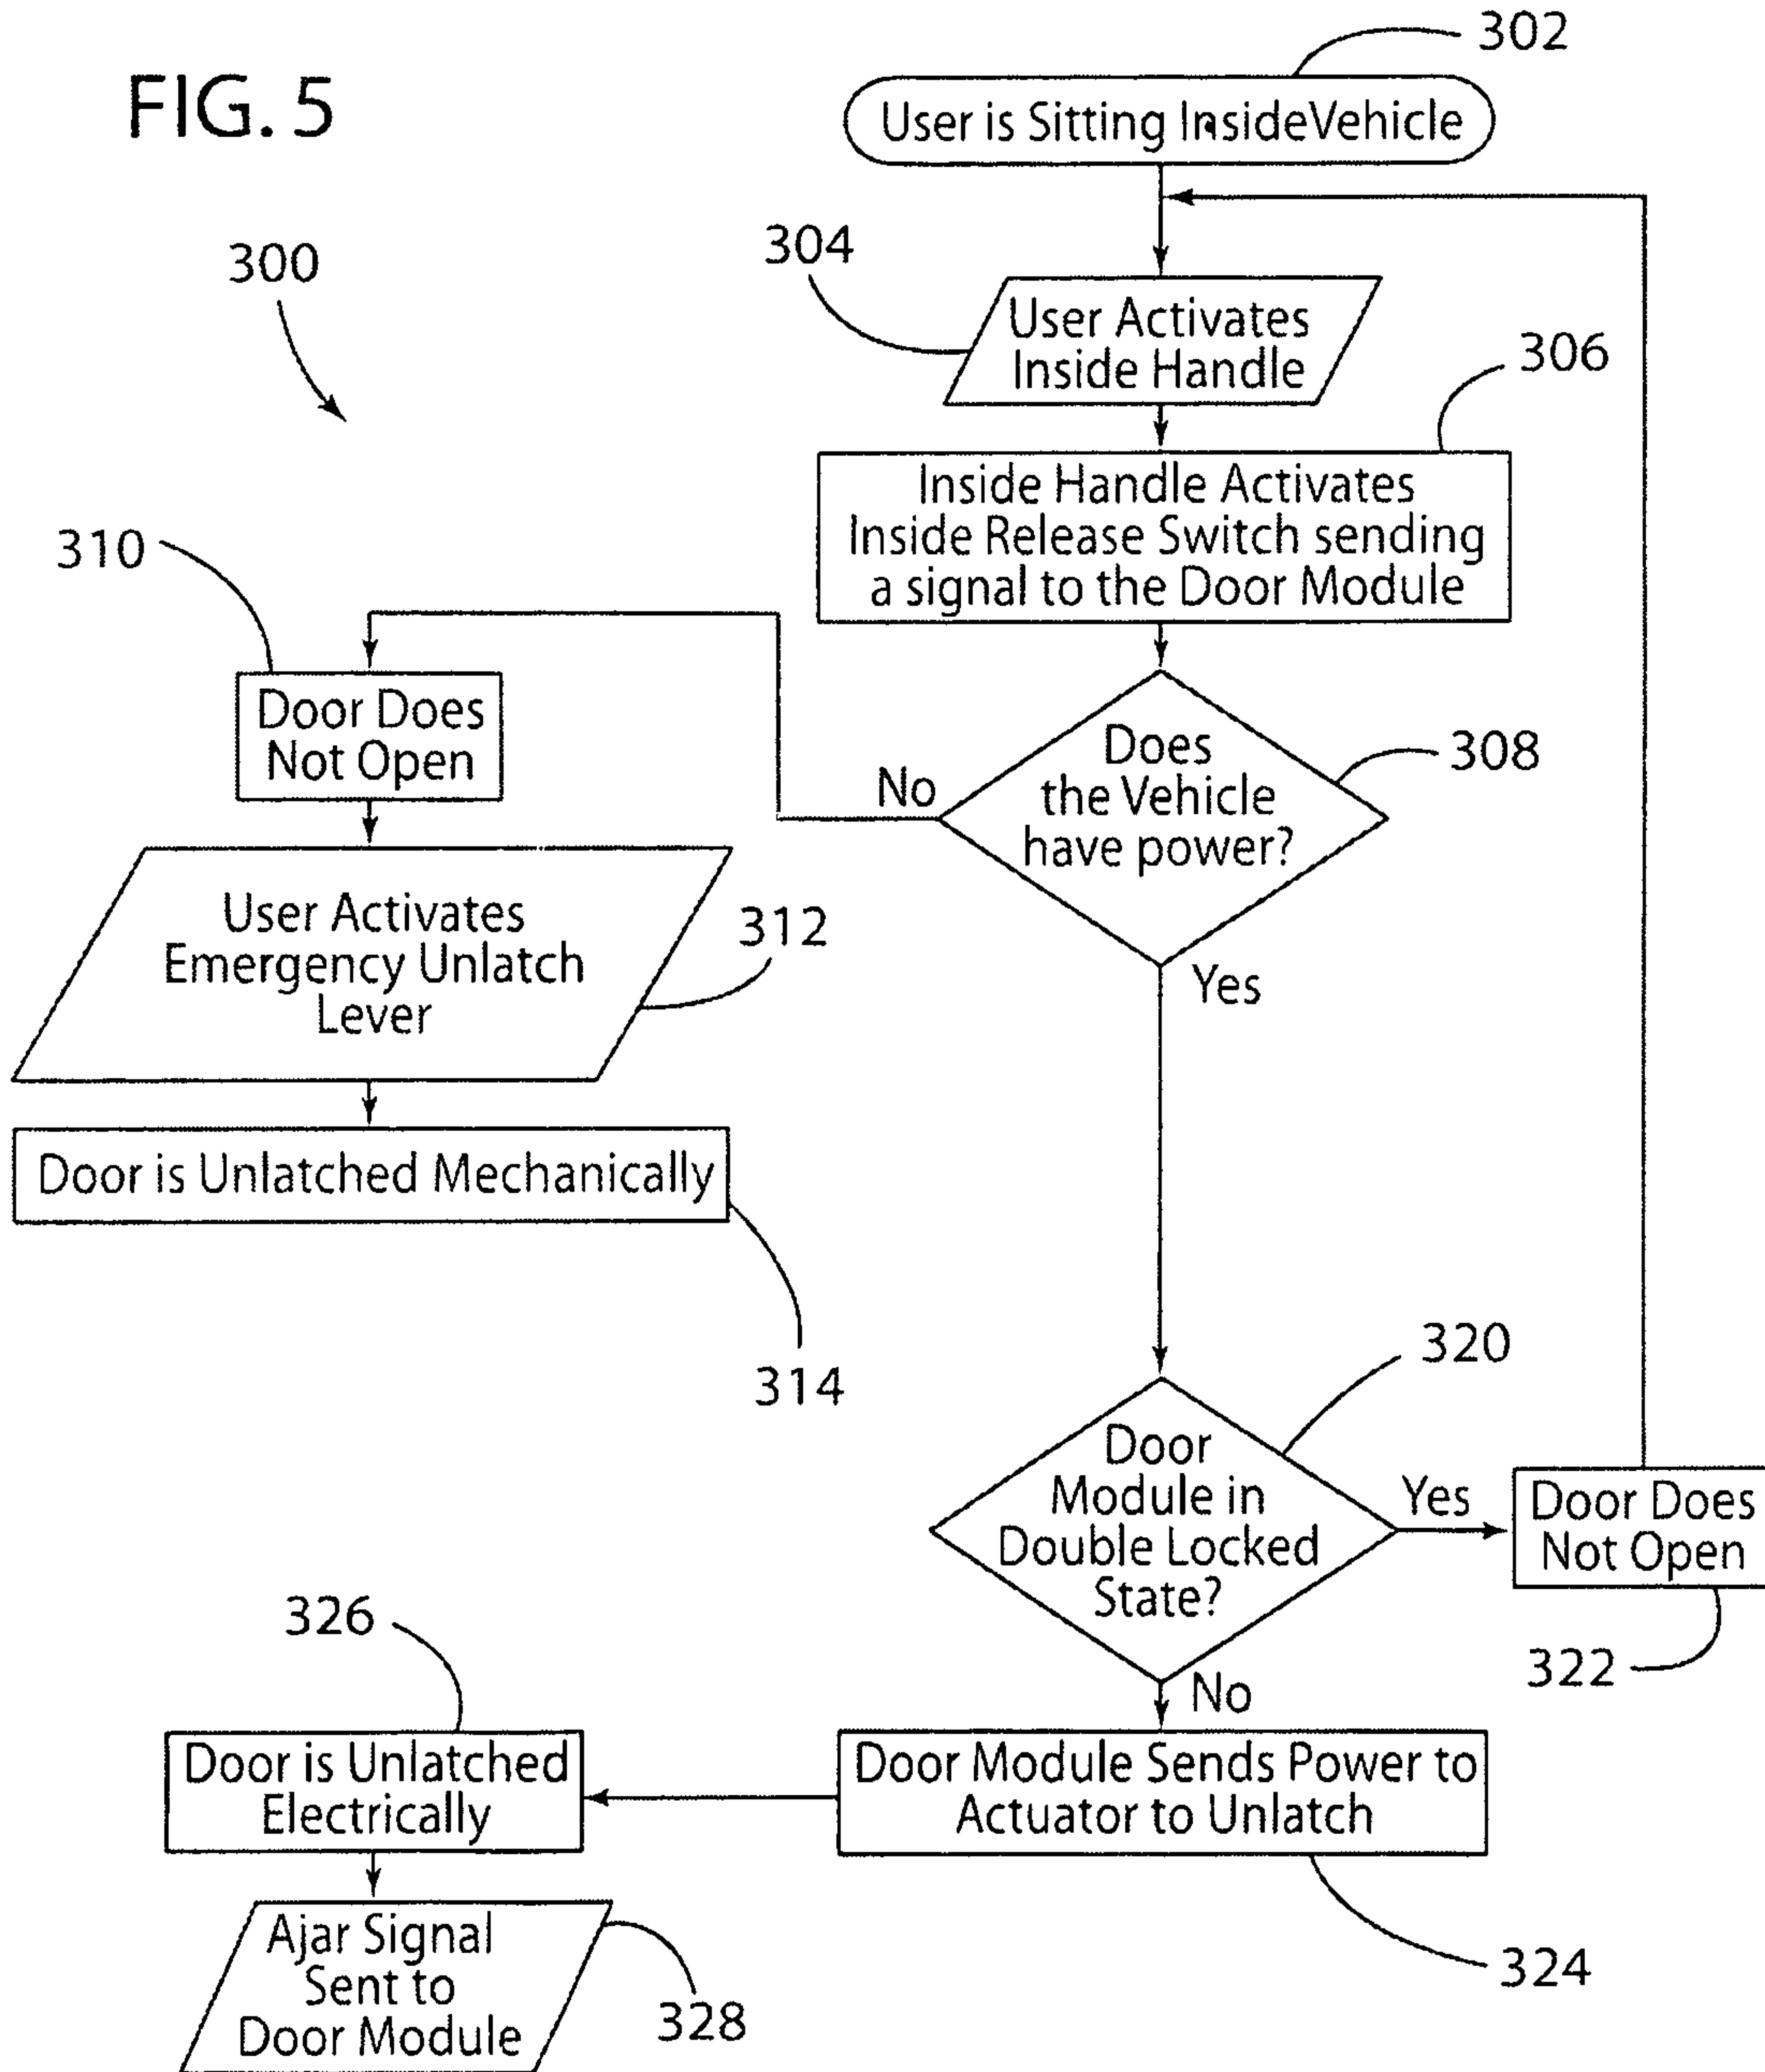 FIG. 5
302
User is Sitting Inside Vehicle
300
304
User Activates
Inside Handle
306
Inside Handle Activates
Inside Release Switch sending
a signal to the Door Module
310
Door Does
Not Open
308
Does
the Vehicle
have power?
No
Yes
312
User Activates
Emergency Unlatch
Lever
Door is Unlatched Mechanically
314
320
Door
Module in
Double Locked
State?
Yes
Door Does
Not Open
322
No
326
Door is Unlatched
Electrically
Door Module Sends Power to
Actuator to Unlatch
324
Ajar Signal
Sent to
Door Module
328